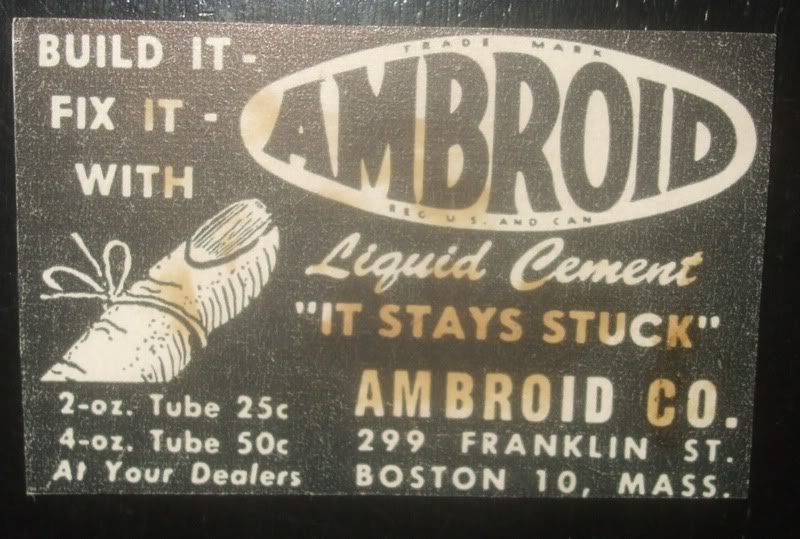 BUILD IT -
FIX IT -
WITH
TRADE MARK
AMBROID
REG U.S. AND CAN
Liquid Cement
"IT STAYS STUCK"
2-oz. Tube 25c
4-oz. Tube 50c
At Your Dealers
AMBROID CO.
299 FRANKLIN ST.
BOSTON 10, MASS.